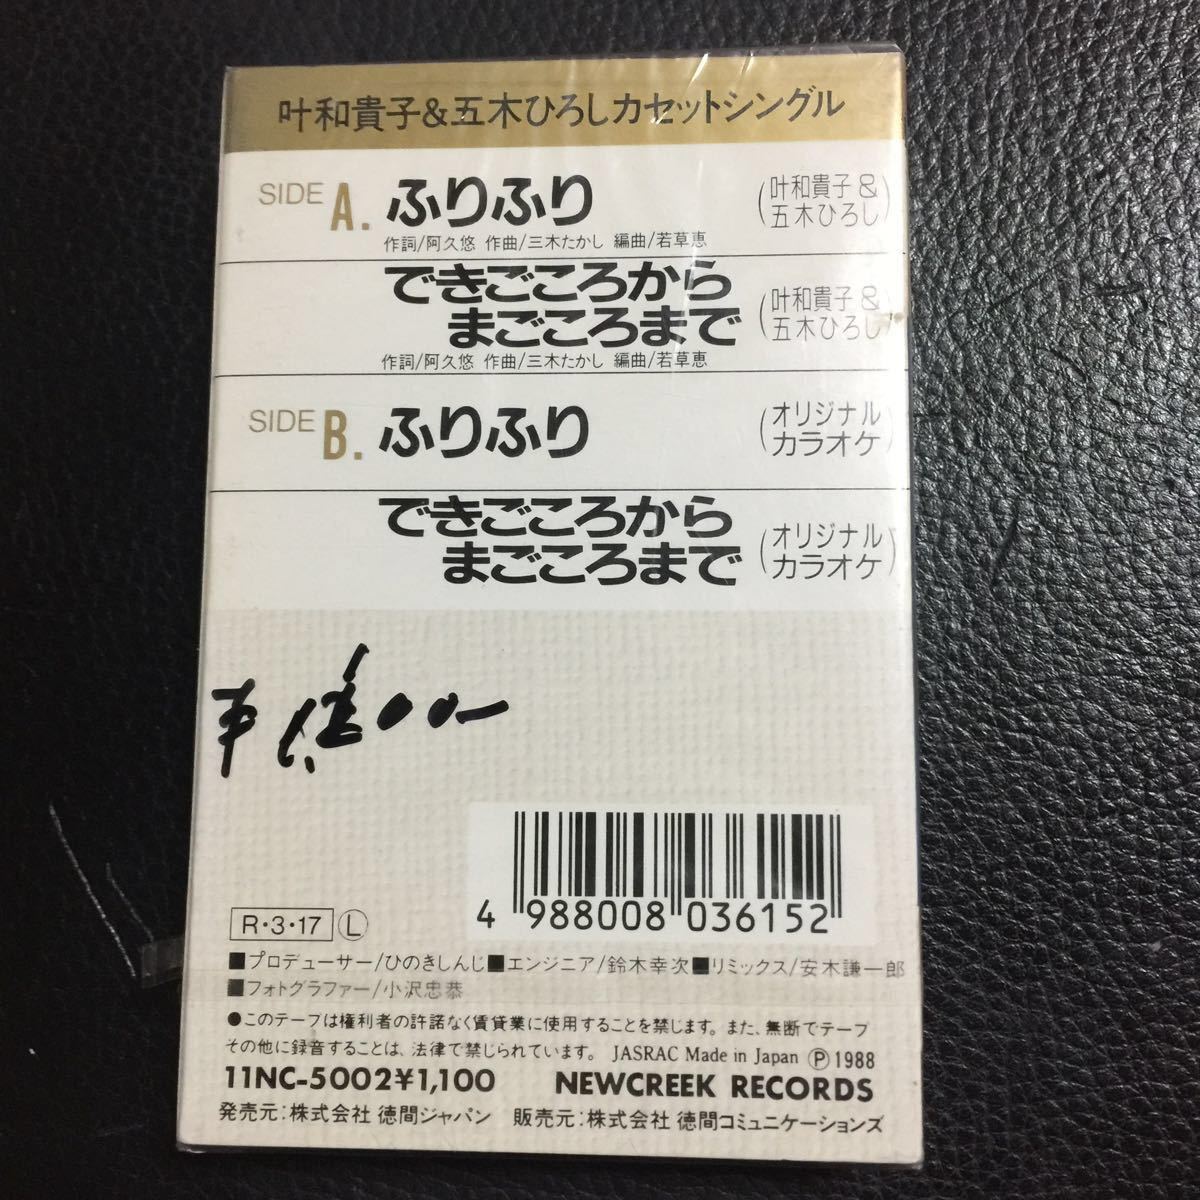 叶和貴子&五木ひろしカセットシングル
SIDE A. ふりふり (叶和貴子&五木ひろし)
作詞/阿久悠 作曲/三木たかし 編曲/若草恵
できごころから
まごころまで (叶和貴子&五木ひろし)
作詞/阿久悠 作曲/三木たかし 編曲/若草恵
SIDE B. ふりふり (オリジナルカラオケ)
できごころから
まごころまで (オリジナルカラオケ)
4 988008 036152
R・3・17 Ⓛ
■プロデューサー/ひのきしんじ■エンジニア/鈴木幸次■リミックス/安木謙一郎
■フォトグラファー/小沢忠恭
●このテープは権利者の許諾なく賃貸業に使用することを禁じます。また、無断でテープ
その他に録音することは、法律で禁じられています。 JASRAC Made in Japan Ⓟ1988
11NC-5002¥1,100 NEWCREEK RECORDS
発売元:株式会社 徳間ジャパン 販売元:株式会社 徳間コミュニケーションズ